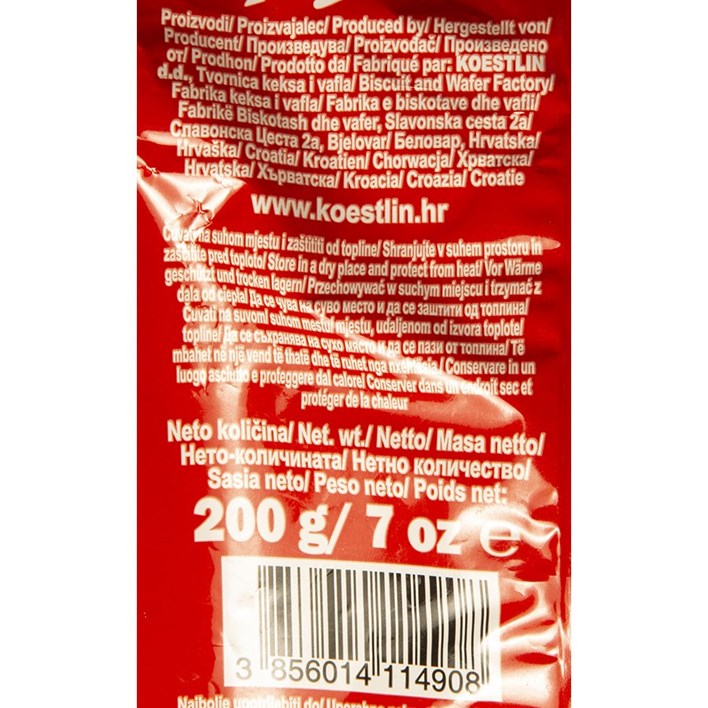 Proizvodi/ Proizvajalec/ Produced by/ Hergestellt von/
Producent/ Произведува/ Proizvođač/ Произведено
от/ Prodhon/ Prodotto da/ Fabriqué par: KOESTLIN
d.d., Tvornica keksa i vafla/ Biscuit and Wafer Factory/
Fabrika keksa i vafla/ Fabrika e biskotave dhe vafli/
Fabrikë Biskotash dhe vafer, Slavonska cesta 2a/
Славонска Цеста 2а, Bjelovar/ Беловар, Hrvatska/
Hrvaška/ Croatia/ Kroatien/ Chorwacja/ Хрватска/
Hrvatska/ Хърватска/ Kroacia/ Croazia/ Croatie
www.koestlin.hr
Čuvati na suhom mjestu i zaštititi od topline/ Shranjujte v suhem prostoru in
zaščitite pred toploto/ Store in a dry place and protect from heat/ Vor Wärme
geschützt und trocken lagern/ Przechowywać w suchym miejscu i trzymać z
dala od ciepła/ Да се чува на суво место и да се заштити од топлина/
Čuvati na suvom/ suhom mestu/ mjestu, udaljenom od izvora toplote/
topline/ Да се съхранява на сухо място и да се пази от топлина/ Të
mbahet në një vend të thatë dhe të ruhet nga nxehtësia/ Conservare in un
luogo asciutto e proteggere dal calore/ Conserver dans un endroit sec et
protéger de la chaleur
Neto količina/ Net. wt./ Netto/ Masa netto/
Нето-количината/ Нетно количество/
Sasia neto/ Peso neto/ Poids net:
200 g/ 7 oz ℮
3 856014 114908
Najbolje upotrijebiti do/